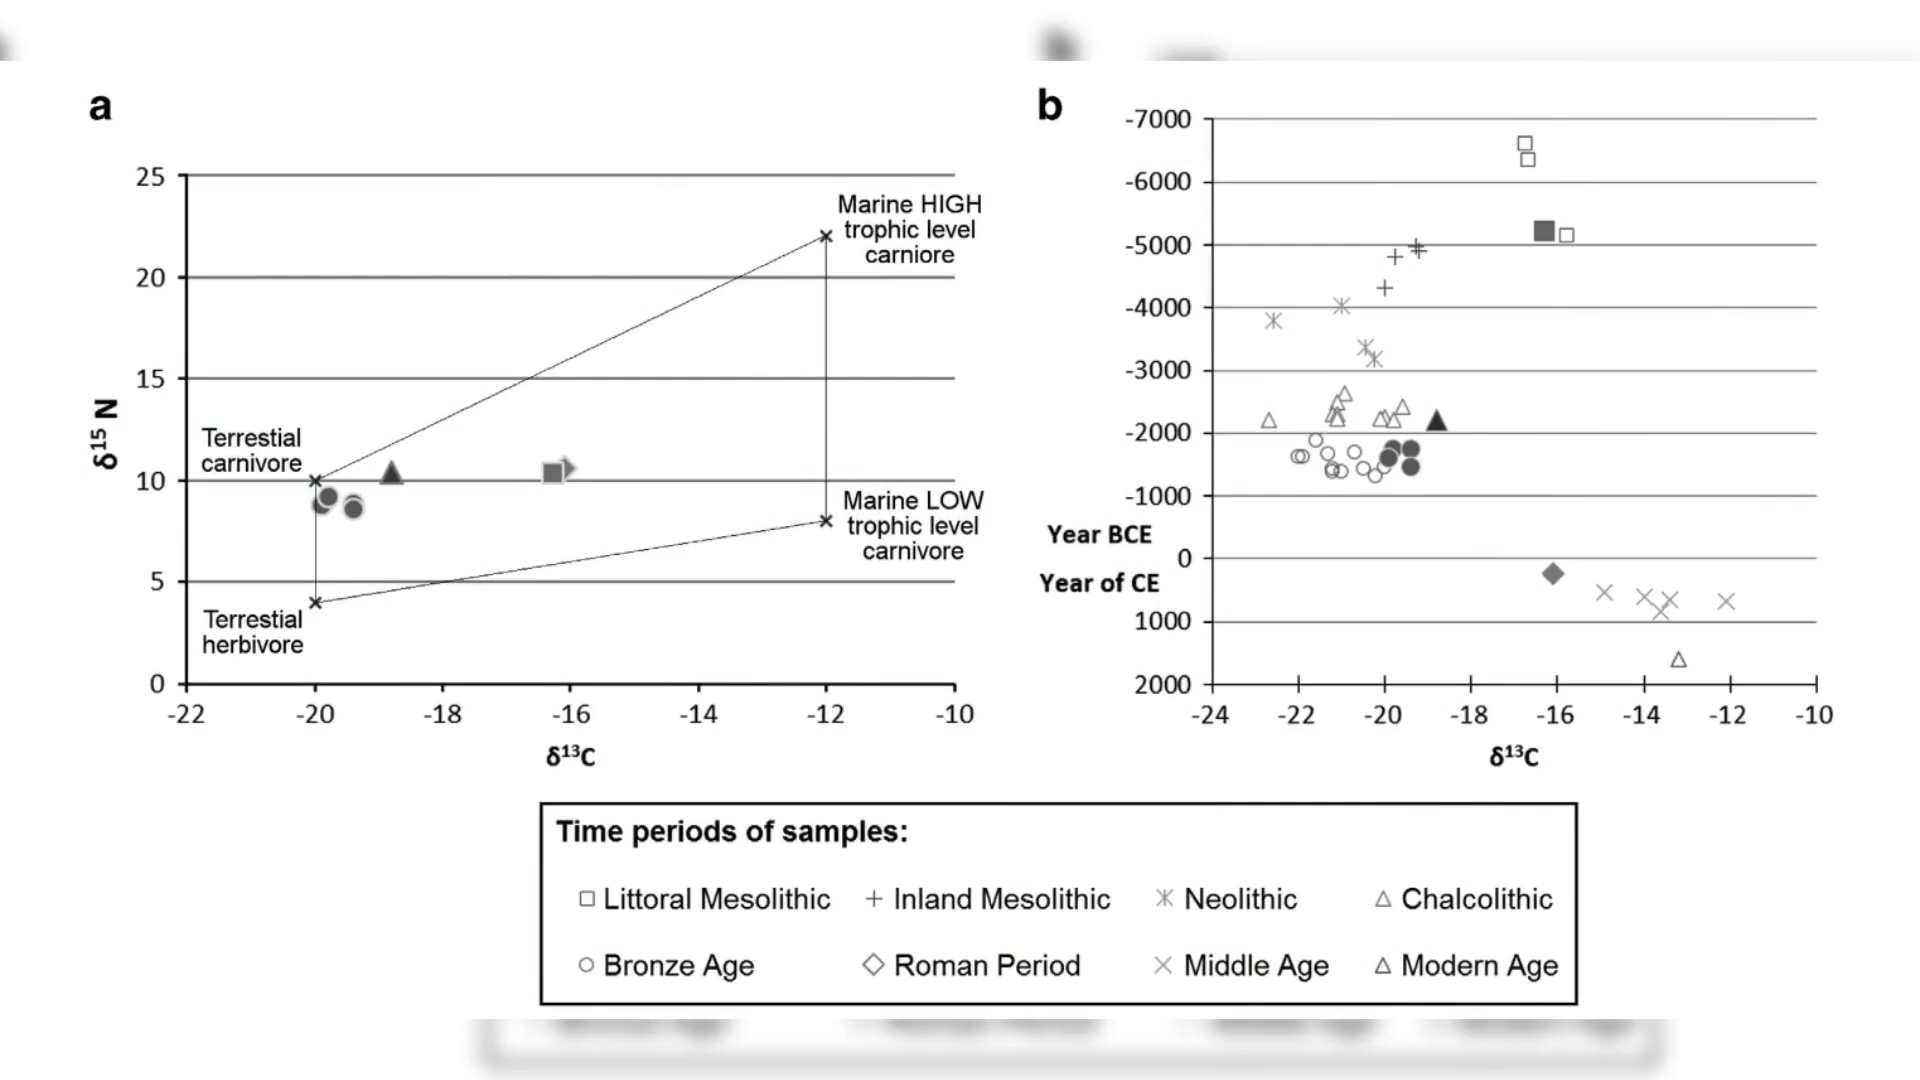 a
25
20
15
10
5
0
-22 -20 -18 -16 -14 -12 -10
δ15 N
δ13C
Marine HIGH
trophic level
carniore
Terrestial
carnivore
Marine LOW
trophic level
carnivore
Terrestial
herbivore
b
-7000
-6000
-5000
-4000
-3000
-2000
-1000
Year BCE
0
Year of CE
1000
2000
-24 -22 -20 -18 -16 -14 -12 -10
δ13C
Time periods of samples:
Littoral Mesolithic Inland Mesolithic Neolithic Chalcolithic
Bronze Age Roman Period Middle Age Modern Age